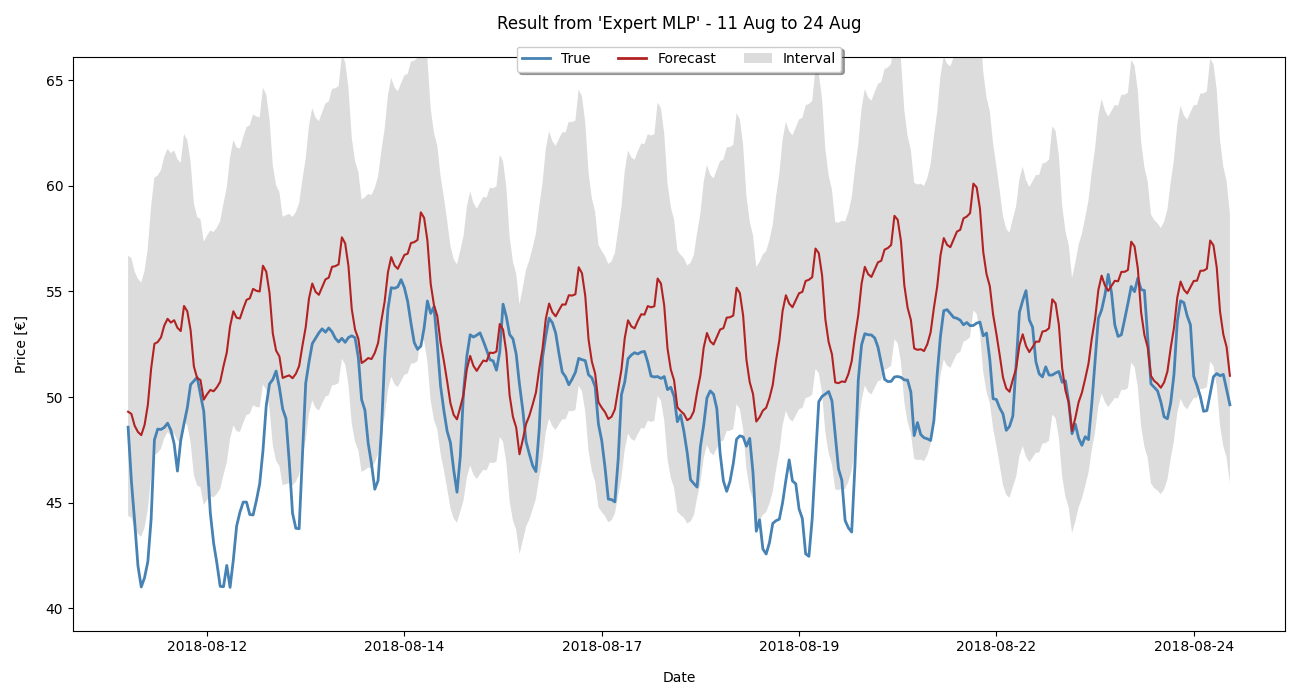 Result from 'Expert MLP' - 11 Aug to 24 Aug
True Forecast Interval
65
60
55
50
45
40
Price [€]
2018-08-12 2018-08-14 2018-08-17 2018-08-19 2018-08-22 2018-08-24
Date